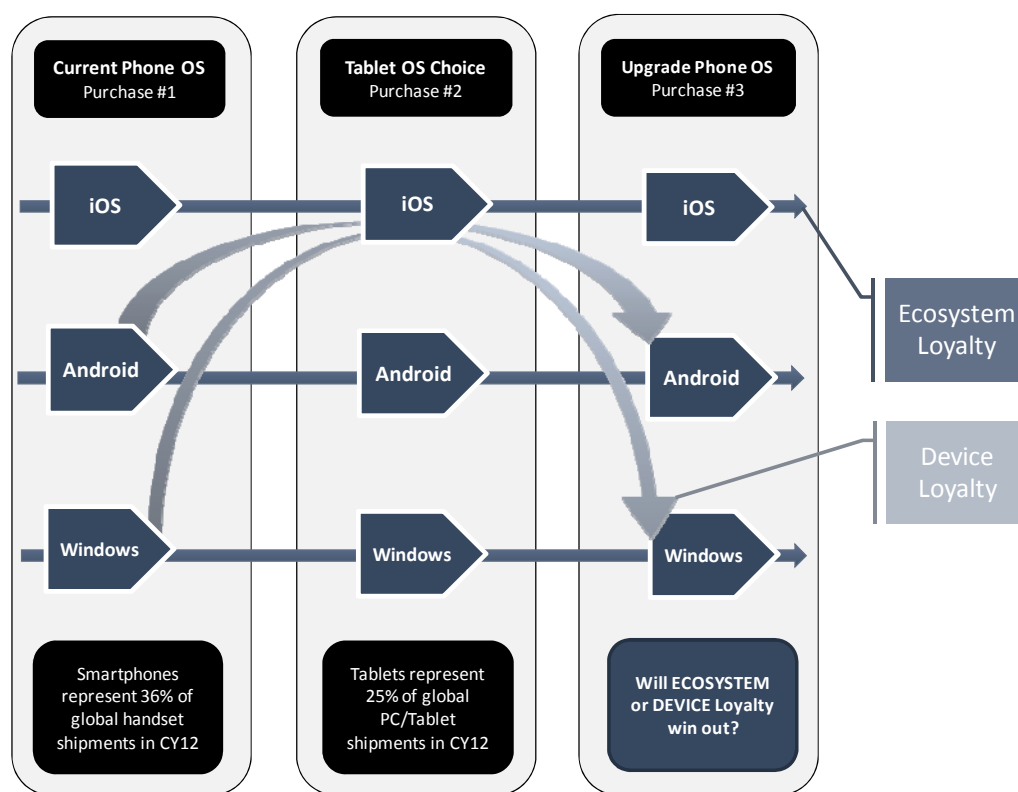 Current Phone OS
Purchase #1
Tablet OS Choice
Purchase #2
Upgrade Phone OS
Purchase #3
iOS
iOS
iOS
Ecosystem
Loyalty
Android
Android
Android
Device
Loyalty
Windows
Windows
Windows
Smartphones
represent 36% of
global handset
shipments in CY12
Tablets represent
25% of global
PC/Tablet
shipments in CY12
Will ECOSYSTEM
or DEVICE Loyalty
win out?